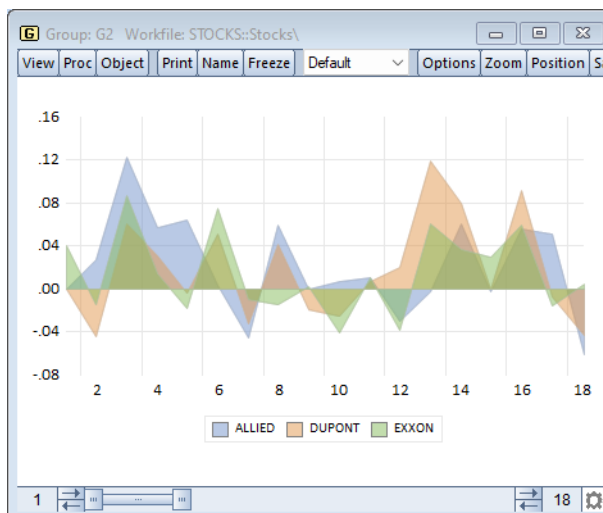 G Group: G2 Workfile: STOCKS::Stocks\
View Proc Object Print Name Freeze Default Options Zoom Position
.16
.12
.08
.04
.00
-.04
-.08
2 4 6 8 10 12 14 16 18
ALLIED DUPONT EXXON
1 18